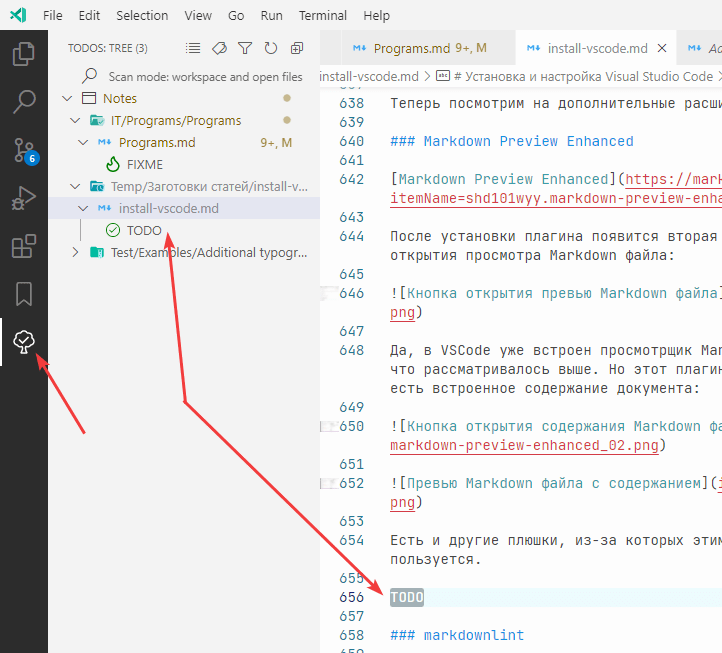 File Edit Selection View Go Run Terminal Help
TODOS: TREE (3)
Scan mode: workspace and open files
Notes
IT/Programs/Programs
Programs.md 9+, M
FIXME
Temp/Заготовки статей/install-v...
install-vscode.md
TODO
Test/Examples/Additional typogr...
6
Programs.md 9+, M
install-vscode.md
install-vscode.md > abc # Установка и настройка Visual Studio Code >
638 Теперь посмотрим на дополнительные расши
639
640 ### Markdown Preview Enhanced
641
642 [Markdown Preview Enhanced](https://mark
itemName=shd101wyy.markdown-preview-enha
643
644 После установки плагина появится вторая
открытия просмотра Markdown файла:
645
646 ![Кнопка открытия превью Markdown файла]
png)
647
648 Да, в VSCode уже встроен просмотрщик Mar
что рассматривалось выше. Но этот плагин
есть встроенное содержание документа:
649
650 ![Кнопка открытия содержания Markdown фа
markdown-preview-enhanced_02.png)
651
652 ![Превью Markdown файла с содержанием](i
png)
653
654 Есть и другие плюшки, из-за которых этим
пользуется.
655
656 TODO
657
658 ### markdownlint